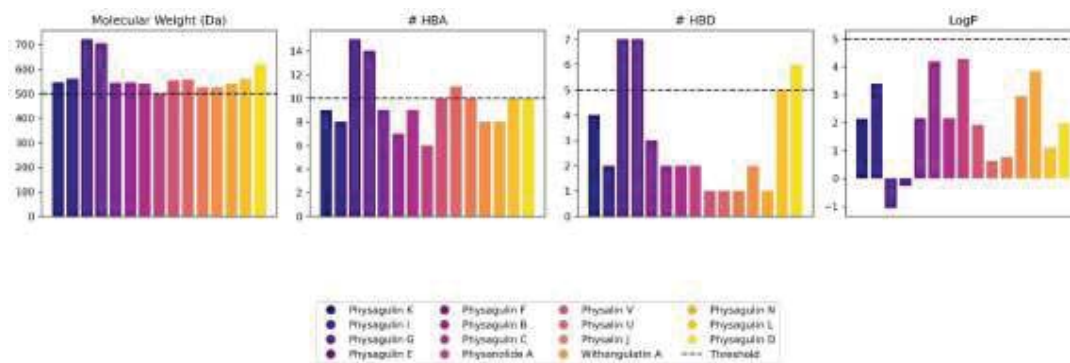 Molecular Weight (Da) # HBA # HBD LogP
700 14 7 5
600 12 6 4
500 10 5 3
400 8 4 2
300 6 3 1
200 4 2 0
100 2 1 −1
0 0 0
Physagulin K Physagulin F Physalin V Physagulin N
Physagulin I Physagulin B Physalin U Physagulin L
Physagulin G Physagulin C Physalin J Physagulin D
Physagulin E Physanolide A Withangulatin A Threshold